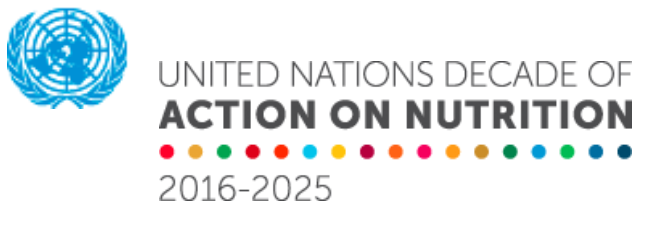 UNITED NATIONS DECADE OF
ACTION ON NUTRITION
2016-2025